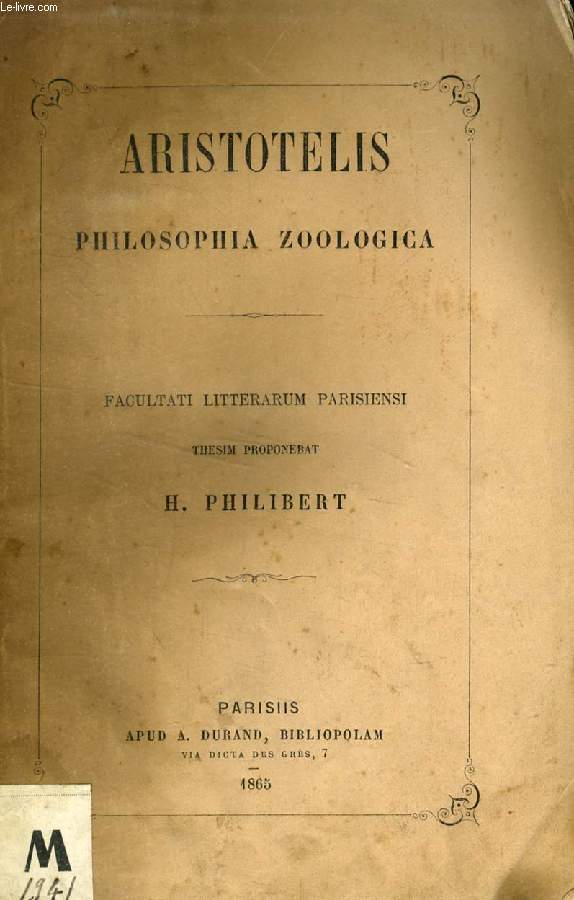 Le-livre.com
ARISTOTELIS
PHILOSOPHIA ZOOLOGICA
FACULTATI LITTERARUM PARISIENSI
THESIM PROPONEBAT
H. PHILIBERT
PARISIIS
APUD A. DURAND, BIBLIOPOLAM
VIA DICTA DES GRÈS, 7
1865
M
1941